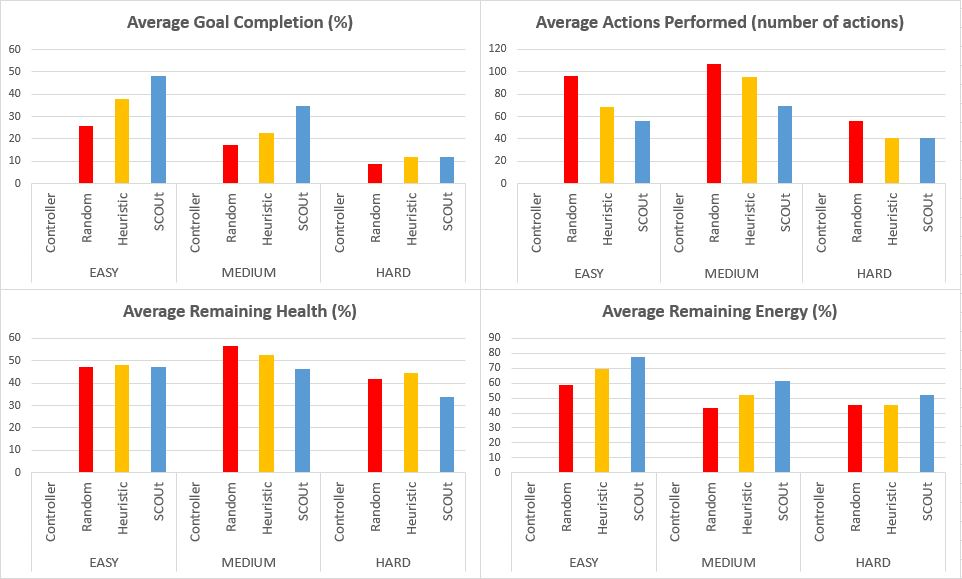 Average Goal Completion (%)
60
50
40
30
20
10
0
Controller
Random
Heuristic
SCOUt
Controller
Random
Heuristic
SCOUt
Controller
Random
Heuristic
SCOUt
EASY MEDIUM HARD
Average Actions Performed (number of actions)
120
100
80
60
40
20
0
Controller
Random
Heuristic
SCOUt
Controller
Random
Heuristic
SCOUt
Controller
Random
Heuristic
SCOUt
EASY MEDIUM HARD
Average Remaining Health (%)
60
50
40
30
20
10
0
Controller
Random
Heuristic
SCOUt
Controller
Random
Heuristic
SCOUt
Controller
Random
Heuristic
SCOUt
EASY MEDIUM HARD
Average Remaining Energy (%)
90
80
70
60
50
40
30
20
10
0
Controller
Random
Heuristic
SCOUt
Controller
Random
Heuristic
SCOUt
Controller
Random
Heuristic
SCOUt
EASY MEDIUM HARD